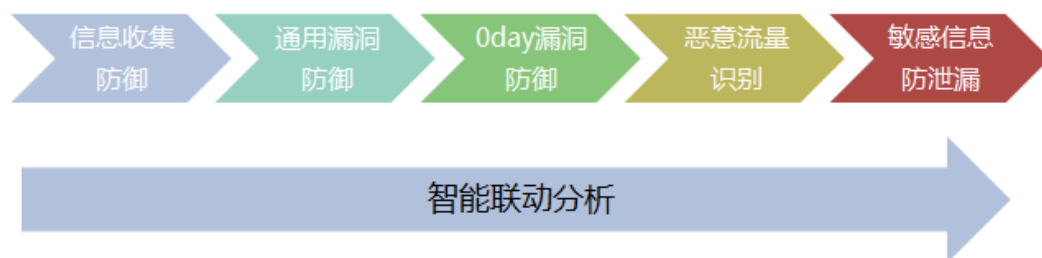 信息收集
防御
通用漏洞
防御
0day漏洞
防御
恶意流量
识别
敏感信息
防泄漏
智能联动分析